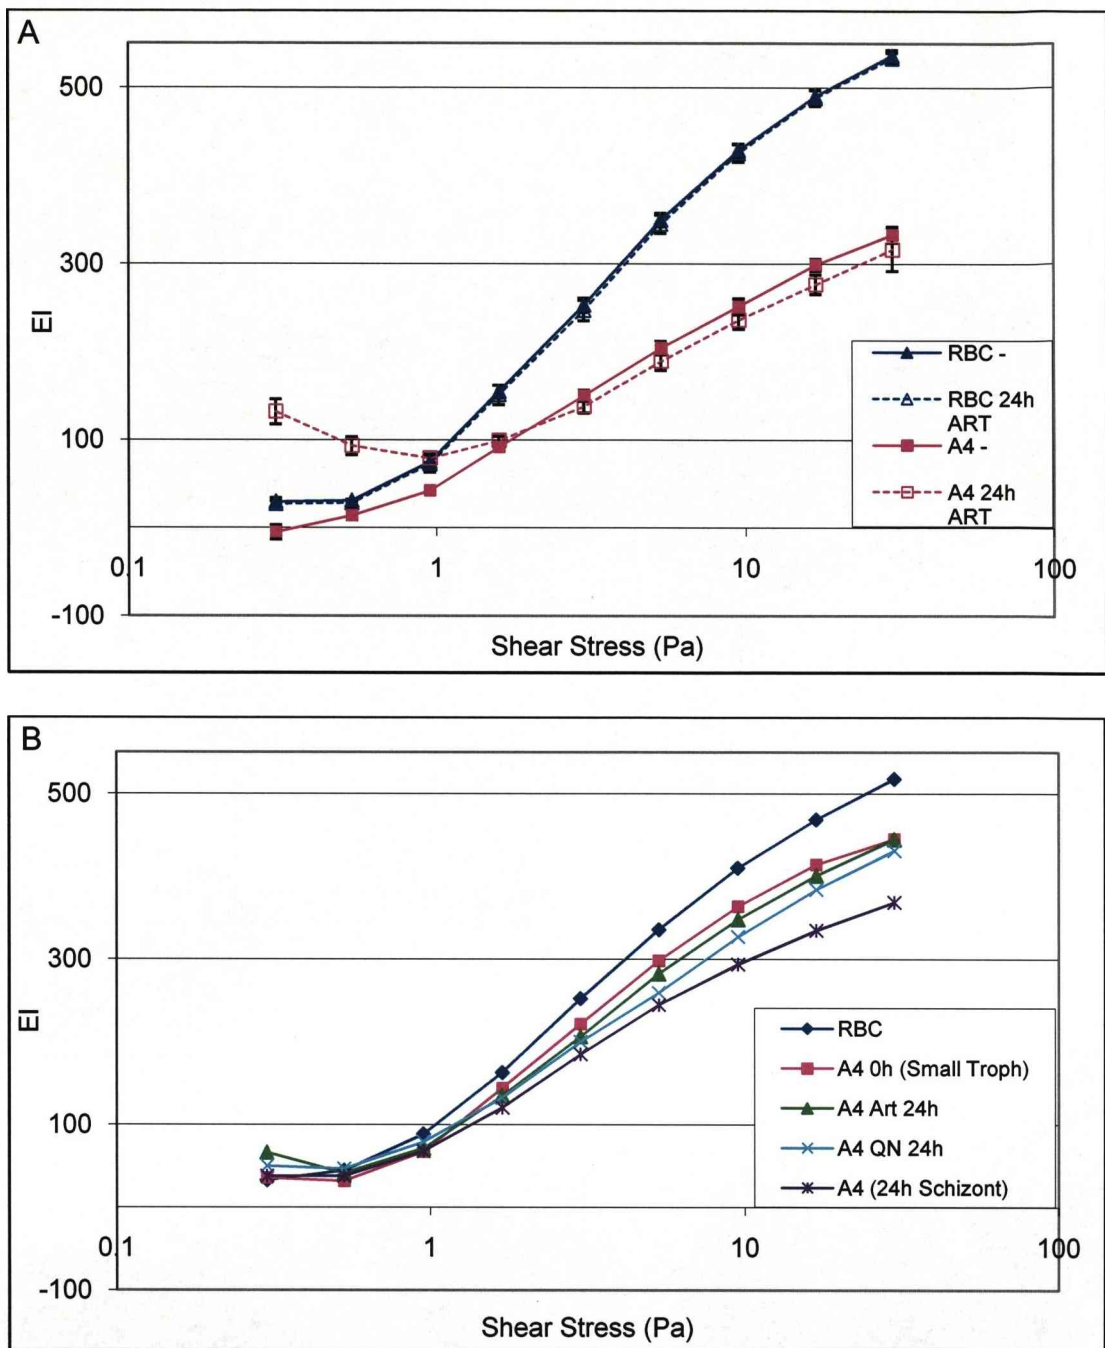 A
500
300
100
-100
EI
0.1
1
10
100
Shear Stress (Pa)
RBC -
RBC 24h
ART
A4 -
A4 24h
ART
B
500
300
100
-100
EI
0.1
1
10
100
Shear Stress (Pa)
RBC
A4 0h (Small Troph)
A4 Art 24h
A4 QN 24h
A4 (24h Schizont)